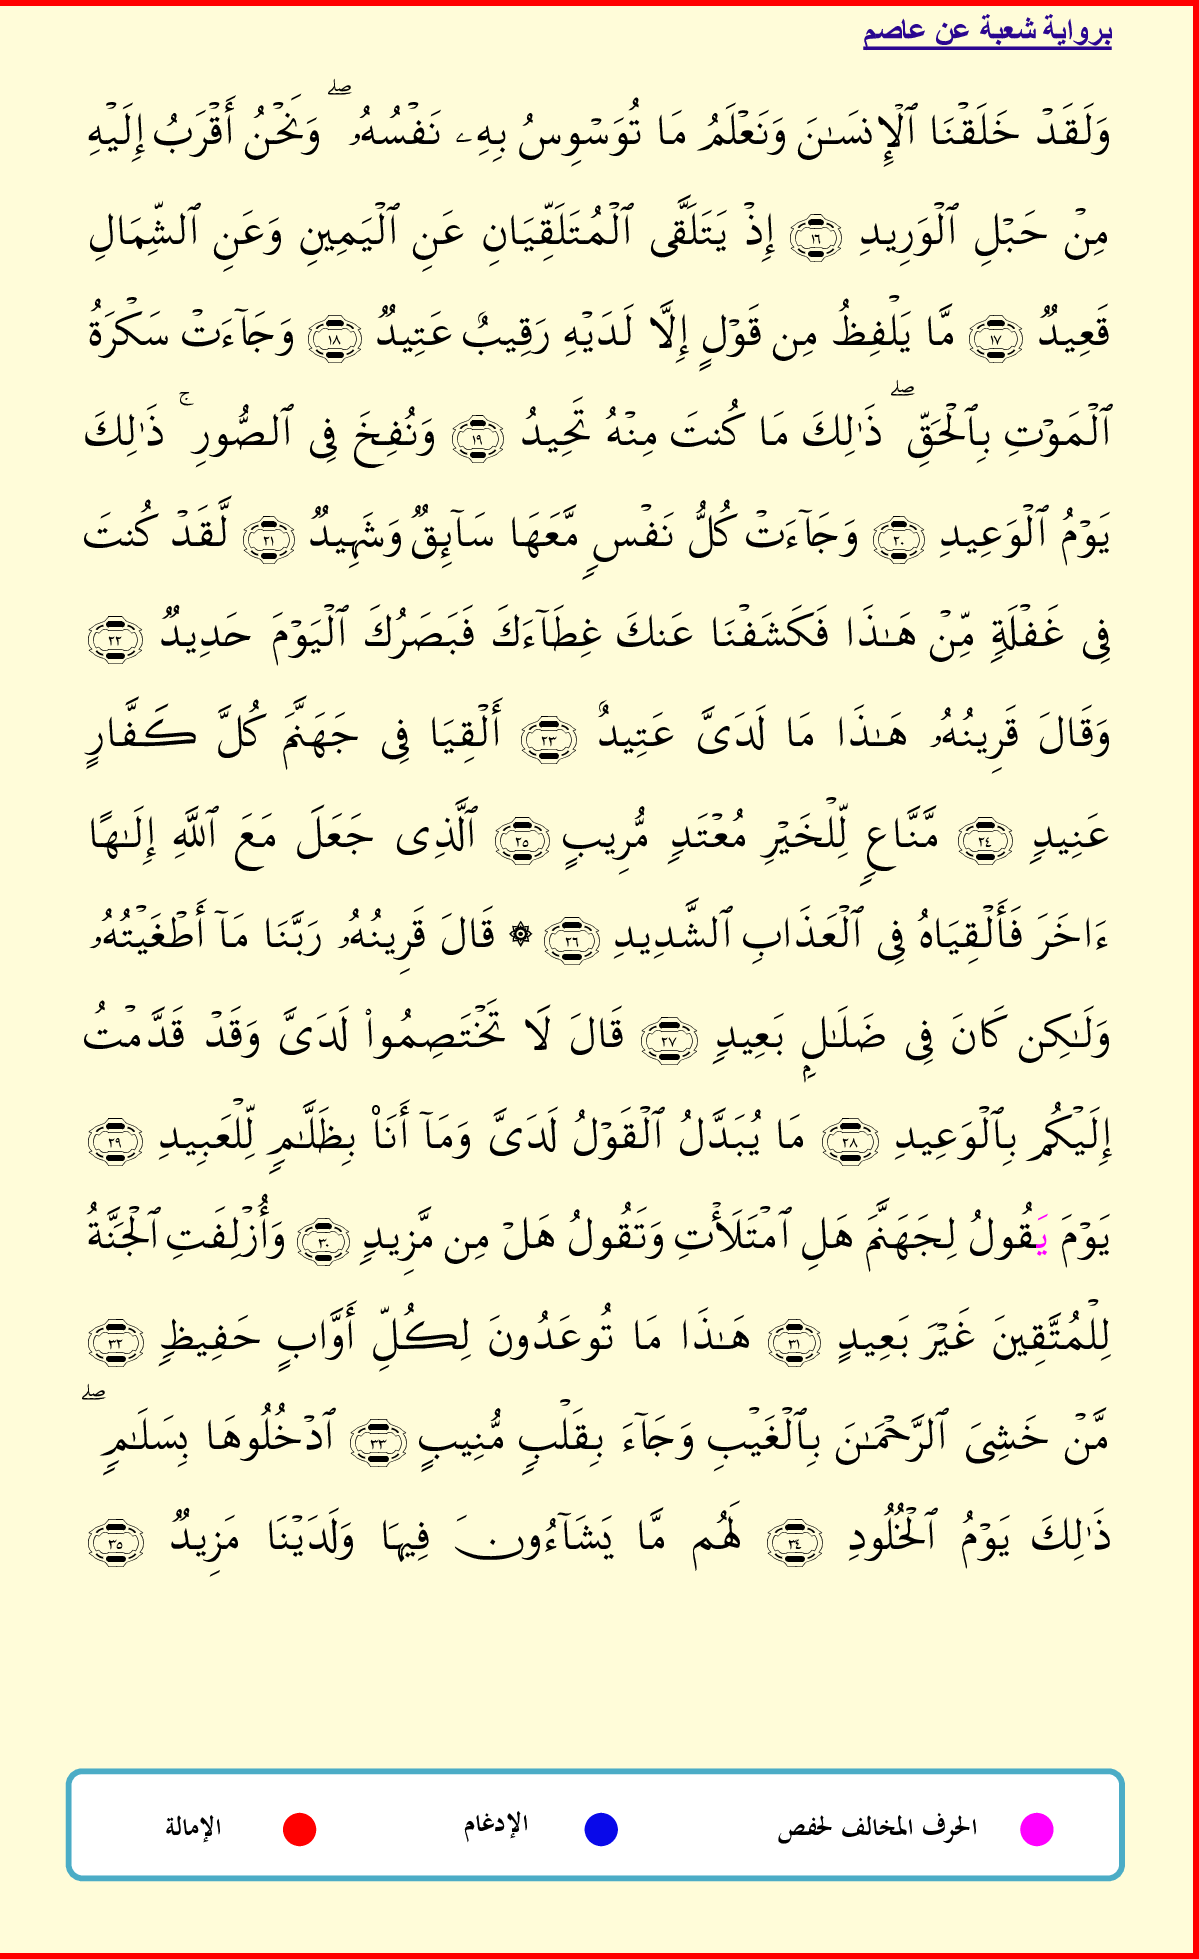 برواية شعبة عن عاصم
وَلَقَدْ خَلَقْنَا ٱلْإِنسَـٰنَ وَنَعْلَمُ مَا تُوَسْوِسُ بِهِۦ نَفْسُهُۥ ۖ وَنَحْنُ أَقْرَبُ إِلَيْهِ
مِنْ حَبْلِ ٱلْوَرِيدِ ١٦ إِذْ يَتَلَقَّى ٱلْمُتَلَقِّيَانِ عَنِ ٱلْيَمِينِ وَعَنِ ٱلشِّمَالِ
قَعِيدٌ ١٧ مَّا يَلْفِظُ مِن قَوْلٍ إِلَّا لَدَيْهِ رَقِيبٌ عَتِيدٌ ١٨ وَجَآءَتْ سَكْرَةُ
ٱلْمَوْتِ بِٱلْحَقِّ ۖ ذَٰلِكَ مَا كُنتَ مِنْهُ تَحِيدُ ١٩ وَنُفِخَ فِى ٱلصُّورِ ۚ ذَٰلِكَ
يَوْمُ ٱلْوَعِيدِ ٢٠ وَجَآءَتْ كُلُّ نَفْسٍ مَّعَهَا سَآئِقٌ وَشَهِيدٌ ٢١ لَّقَدْ كُنتَ
فِى غَفْلَةٍ مِّنْ هَـٰذَا فَكَشَفْنَا عَنكَ غِطَآءَكَ فَبَصَرُكَ ٱلْيَوْمَ حَدِيدٌ ٢٢
وَقَالَ قَرِينُهُۥ هَـٰذَا مَا لَدَىَّ عَتِيدٌ ٢٣ أَلْقِيَا فِى جَهَنَّمَ كُلَّ كَفَّارٍ
عَنِيدٍ ٢٤ مَّنَّاعٍ لِّلْخَيْرِ مُعْتَدٍ مُّرِيبٍ ٢٥ ٱلَّذِى جَعَلَ مَعَ ٱللَّهِ إِلَـٰهًا
ءَاخَرَ فَأَلْقِيَاهُ فِى ٱلْعَذَابِ ٱلشَّدِيدِ ٢٦ ۞ قَالَ قَرِينُهُۥ رَبَّنَا مَآ أَطْغَيْتُهُۥ
وَلَـٰكِن كَانَ فِى ضَلَـٰلٍۭ بَعِيدٍ ٢٧ قَالَ لَا تَخْتَصِمُوا۟ لَدَىَّ وَقَدْ قَدَّمْتُ
إِلَيْكُم بِٱلْوَعِيدِ ٢٨ مَا يُبَدَّلُ ٱلْقَوْلُ لَدَىَّ وَمَآ أَنَا۠ بِظَلَّـٰمٍ لِّلْعَبِيدِ ٢٩
يَوْمَ يَقُولُ لِجَهَنَّمَ هَلِ ٱمْتَلَأْتِ وَتَقُولُ هَلْ مِن مَّزِيدٍ ٣٠ وَأُزْلِفَتِ ٱلْجَنَّةُ
لِلْمُتَّقِينَ غَيْرَ بَعِيدٍ ٣١ هَـٰذَا مَا تُوعَدُونَ لِكُلِّ أَوَّابٍ حَفِيظٍ ٣٢
مَّنْ خَشِىَ ٱلرَّحْمَـٰنَ بِٱلْغَيْبِ وَجَآءَ بِقَلْبٍ مُّنِيبٍ ٣٣ ٱدْخُلُوهَا بِسَلَـٰمٍ ۖ
ذَٰلِكَ يَوْمُ ٱلْخُلُودِ ٣٤ لَهُم مَّا يَشَآءُونَ فِيهَا وَلَدَيْنَا مَزِيدٌ ٣٥
الحرف المخالف لحفص الإدغام الإمالة